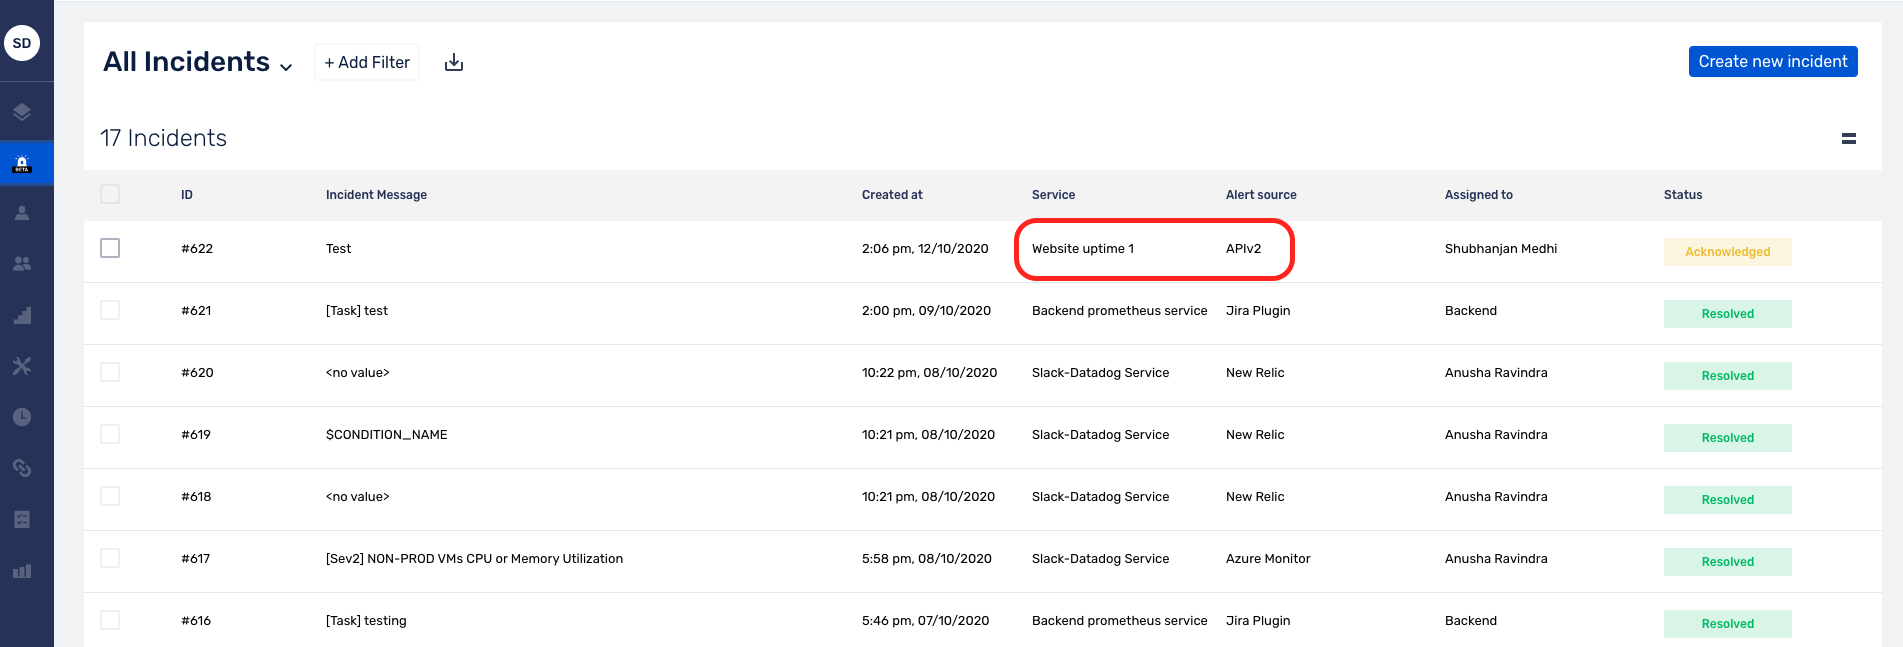 SD
All Incidents
+ Add Filter
Create new incident
17 Incidents
BETA
ID Incident Message Created at Service Alert source Assigned to Status
#622 Test 2:06 pm, 12/10/2020 Website uptime 1 APIv2 Shubhanjan Medhi Acknowledged
#621 [Task] test 2:00 pm, 09/10/2020 Backend prometheus service Jira Plugin Backend Resolved
#620 <no value> 10:22 pm, 08/10/2020 Slack-Datadog Service New Relic Anusha Ravindra Resolved
#619 $CONDITION_NAME 10:21 pm, 08/10/2020 Slack-Datadog Service New Relic Anusha Ravindra Resolved
#618 <no value> 10:21 pm, 08/10/2020 Slack-Datadog Service New Relic Anusha Ravindra Resolved
#617 [Sev2] NON-PROD VMs CPU or Memory Utilization 5:58 pm, 08/10/2020 Slack-Datadog Service Azure Monitor Anusha Ravindra Resolved
#616 [Task] testing 5:46 pm, 07/10/2020 Backend prometheus service Jira Plugin Backend Resolved